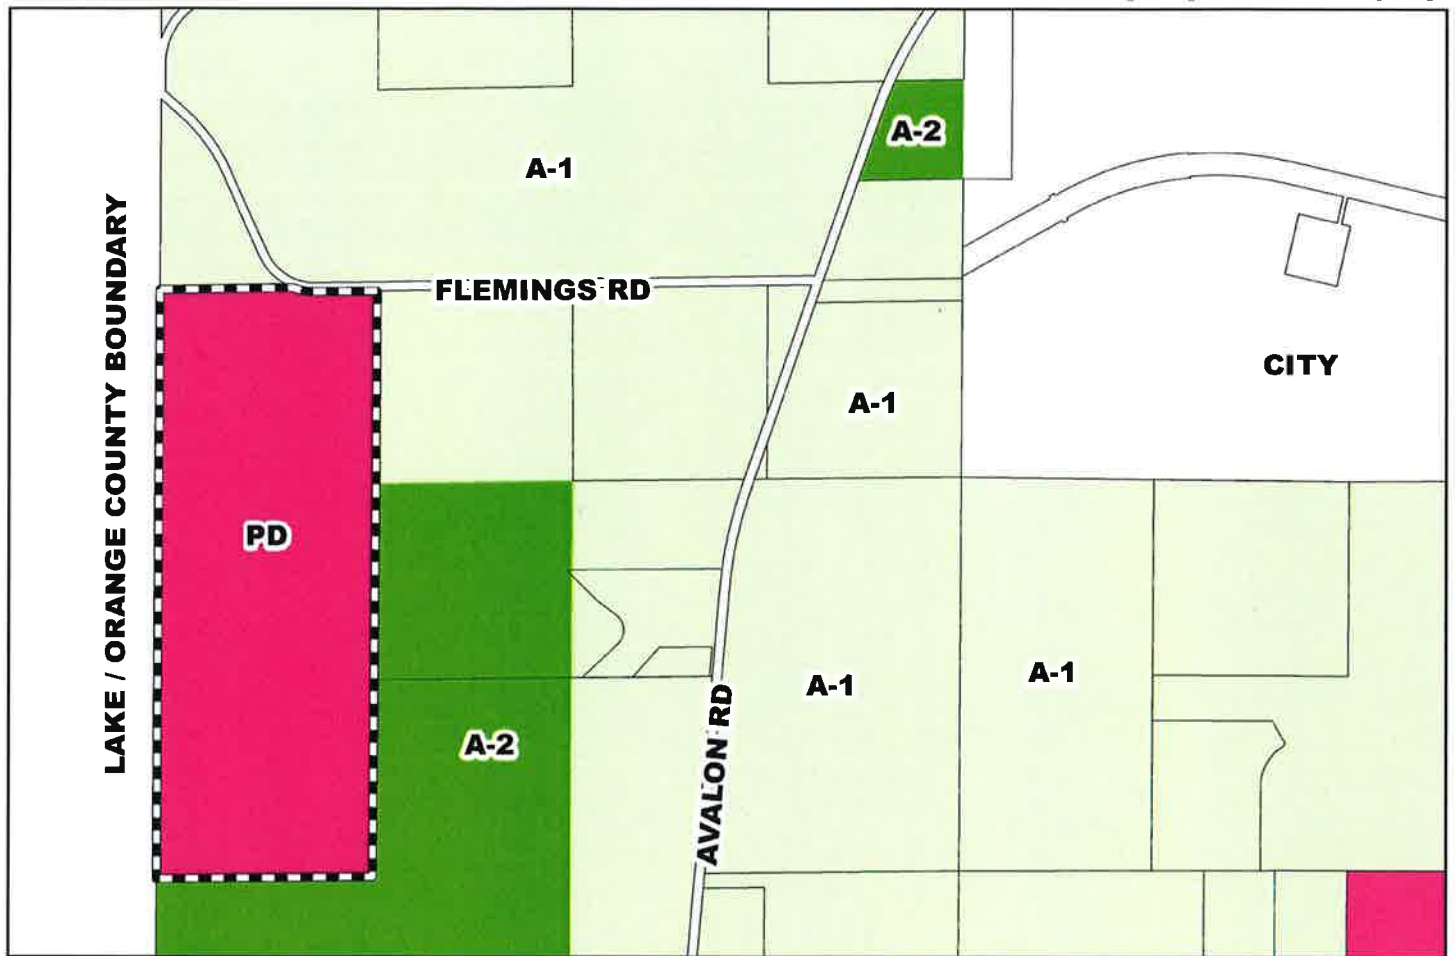 A-2
A-1
LAKE / ORANGE COUNTY BOUNDARY
FLEMINGS RD
CITY
A-1
PD
A-1
A-1
A-2
AVALON RD